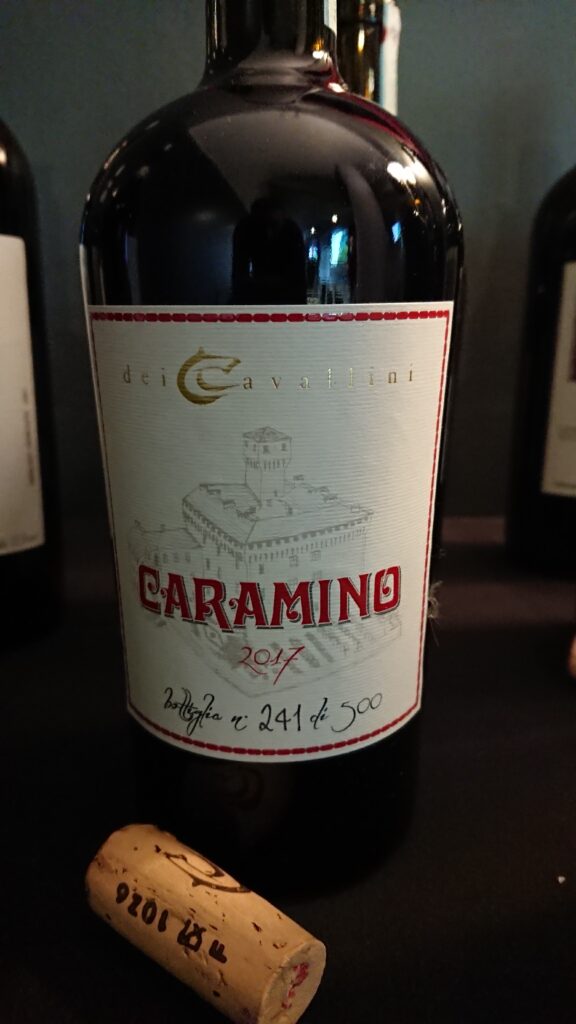 dei Cavallini
CARAMINO
2017
bottiglia n. 241 di 500